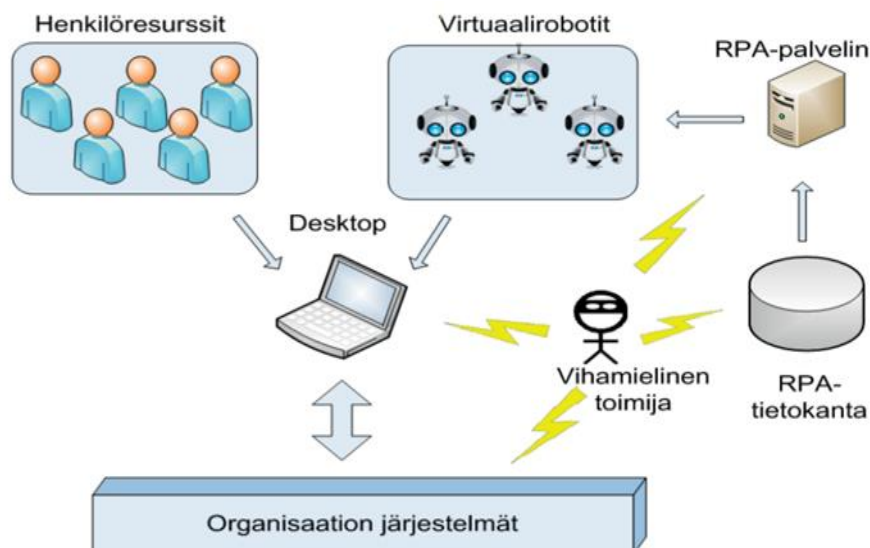 Henkilöresurssit
Virtuaalirobotit
RPA-palvelin
Desktop
Vihamielinen
toimija
RPA-
tietokanta
Organisaation järjestelmät